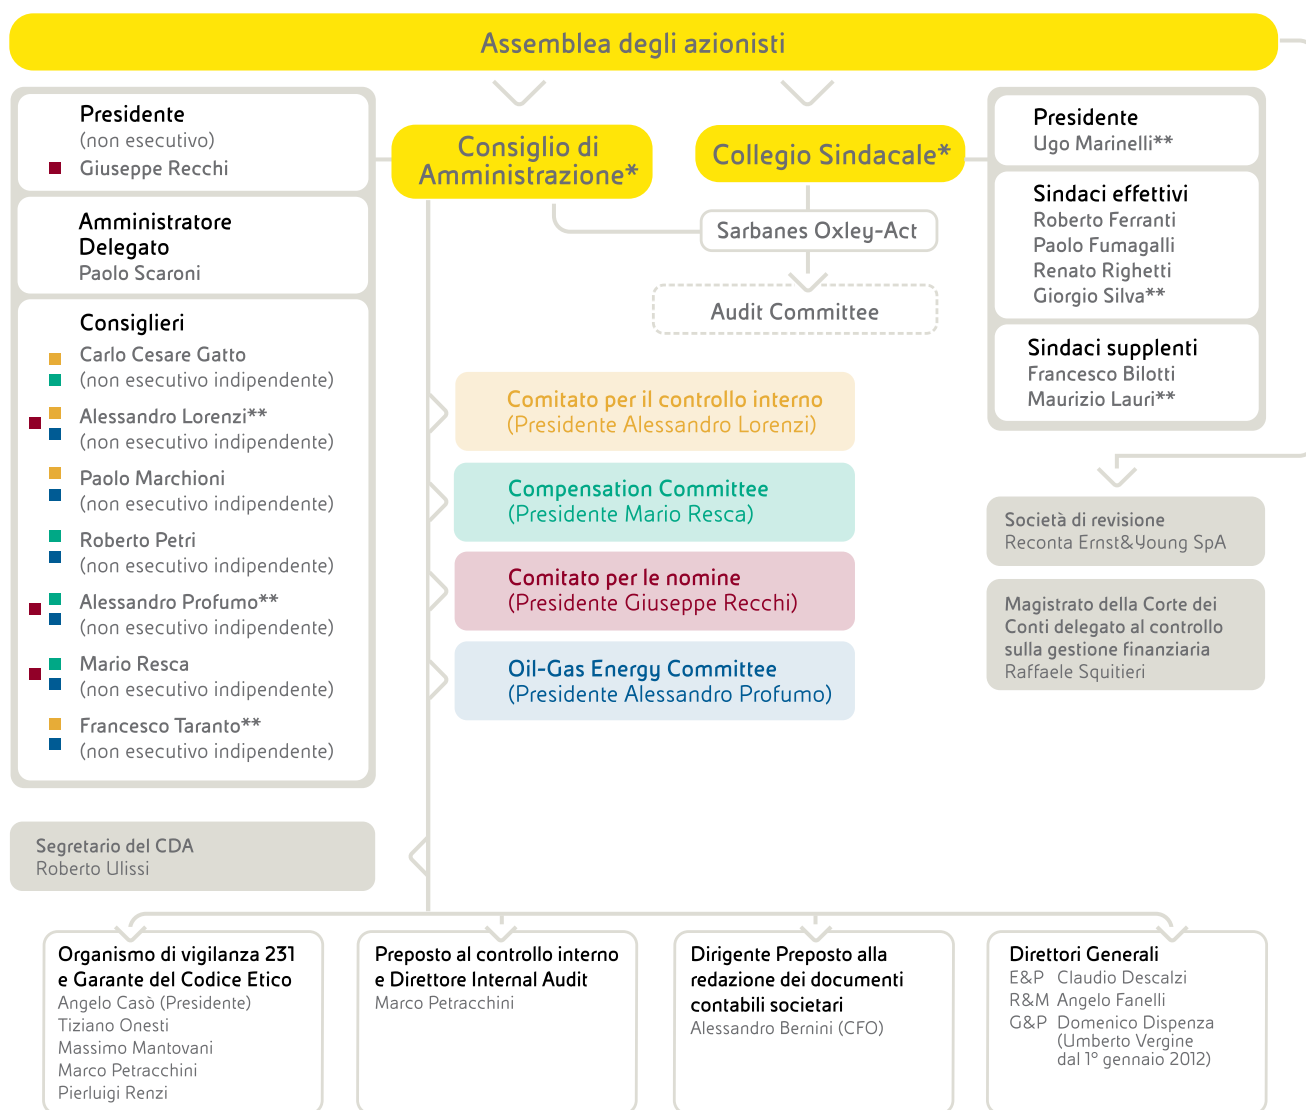 Assemblea degli azionisti
Presidente
(non esecutivo)
Giuseppe Recchi
Amministratore
Delegato
Paolo Scaroni
Consiglieri
Carlo Cesare Gatto
(non esecutivo indipendente)
Alessandro Lorenzi**
(non esecutivo indipendente)
Paolo Marchioni
(non esecutivo indipendente)
Roberto Petri
(non esecutivo indipendente)
Alessandro Profumo**
(non esecutivo indipendente)
Mario Resca
(non esecutivo indipendente)
Francesco Taranto**
(non esecutivo indipendente)
Consiglio di
Amministrazione*
Collegio Sindacale*
Sarbanes Oxley-Act
Audit Committee
Comitato per il controllo interno
(Presidente Alessandro Lorenzi)
Compensation Committee
(Presidente Mario Resca)
Comitato per le nomine
(Presidente Giuseppe Recchi)
Oil-Gas Energy Committee
(Presidente Alessandro Profumo)
Presidente
Ugo Marinelli**
Sindaci effettivi
Roberto Ferranti
Paolo Fumagalli
Renato Righetti
Giorgio Silva**
Sindaci supplenti
Francesco Bilotti
Maurizio Lauri**
Società di revisione
Reconta Ernst&Young SpA
Magistrato della Corte dei
Conti delegato al controllo
sulla gestione finanziaria
Raffaele Squitieri
Segretario del CDA
Roberto Ulissi
Organismo di vigilanza 231
e Garante del Codice Etico
Angelo Casò (Presidente)
Tiziano Onesti
Massimo Mantovani
Marco Petracchini
Pierluigi Renzi
Preposto al controllo interno
e Direttore Internal Audit
Marco Petracchini
Dirigente Preposto alla
redazione dei documenti
contabili societari
Alessandro Bernini (CFO)
Direttori Generali
E&P Claudio Descalzi
R&M Angelo Fanelli
G&P Domenico Dispenza
(Umberto Vergine
dal 1° gennaio 2012)